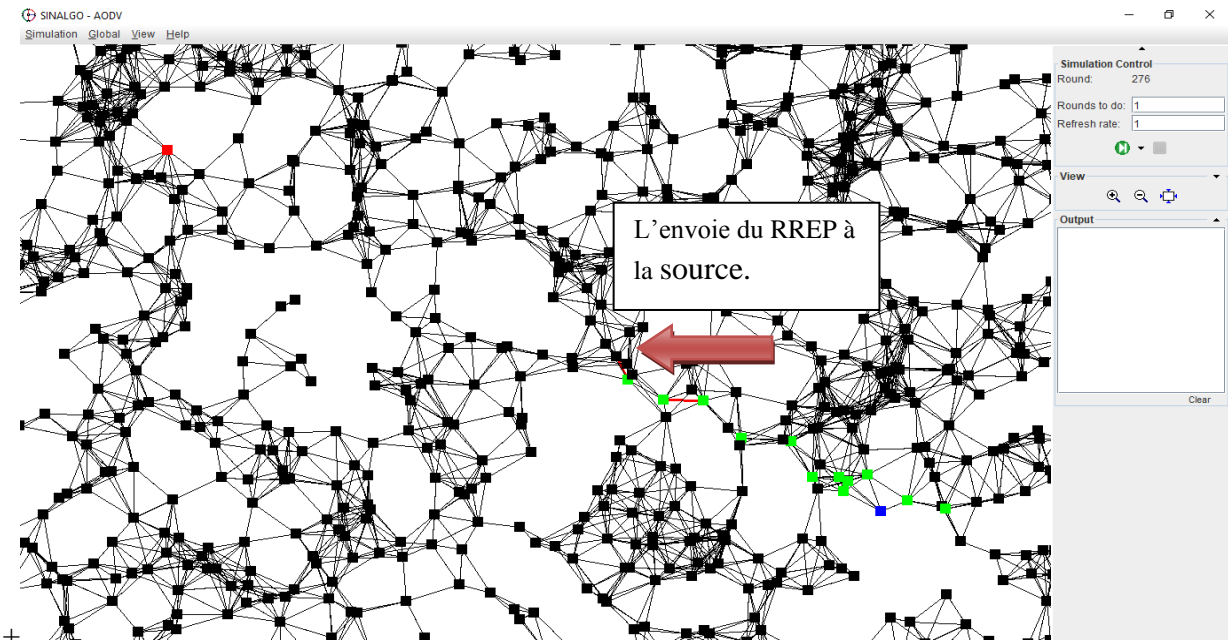 SINALGO - AODV
Simulation Global View Help
Simulation Control
Round: 276
Rounds to do: 1
Refresh rate: 1
View
Output
Clear
L’envoie du RREP à
la source.